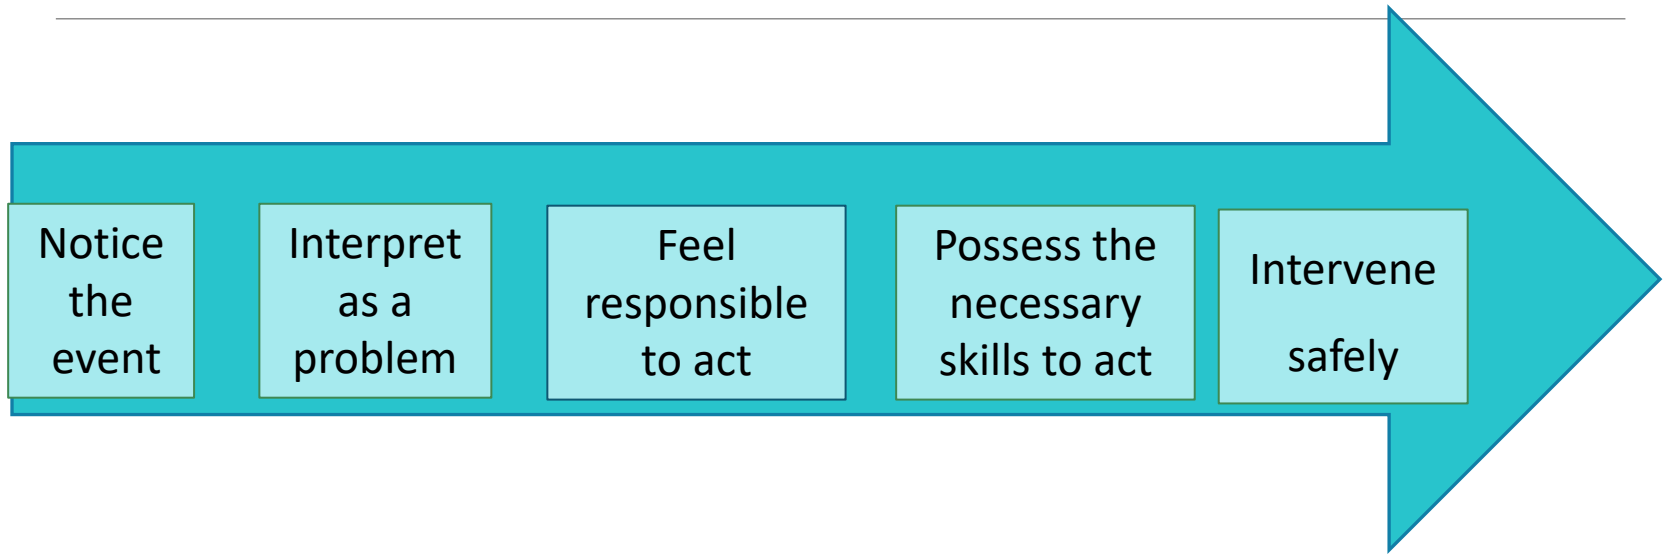 Notice
the
event
Interpret
as a
problem
Feel
responsible
to act
Possess the
necessary
skills to act
Intervene
safely